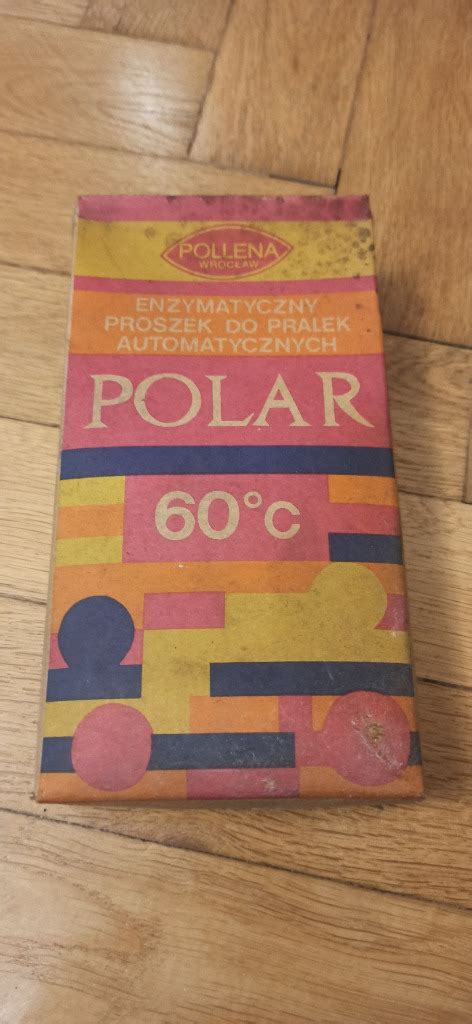 POLLENA
WROCŁAW
ENZYMATYCZNY
PROSZEK DO PRALEK
AUTOMATYCZNYCH
POLAR
60°C